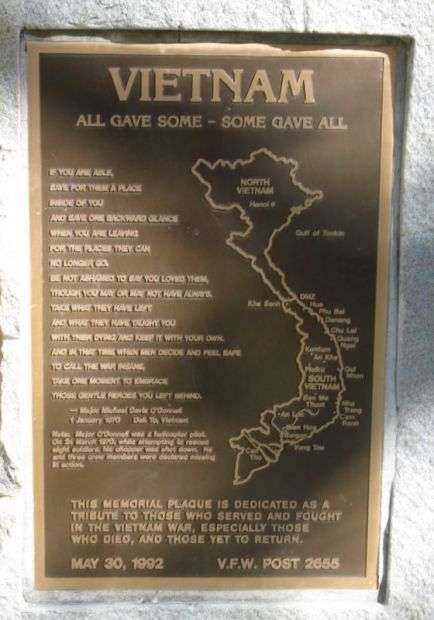 VIETNAM
ALL GAVE SOME - SOME GAVE ALL
IF YOU ARE ABLE,
SAVE FOR THEM A PLACE
INSIDE OF YOU
AND SAVE ONE BACKWARD GLANCE
WHEN YOU ARE LEAVING
FOR THE PLACES THEY CAN
NO LONGER GO.
BE NOT ASHAMED TO SAY YOU LOVED THEM,
THOUGH YOU MAY OR MAY NOT HAVE ALWAYS.
TAKE WHAT THEY HAVE LEFT
AND WHAT THEY HAVE TAUGHT YOU
WITH THEIR DYING AND KEEP IT WITH YOUR OWN.
AND IN THAT TIME WHEN MEN DECIDE AND FEEL SAFE
TO CALL THE WAR INSANE,
TAKE ONE MOMENT TO EMBRACE
THOSE GENTLE HEROES YOU LEFT BEHIND.
— Major Michael Davis O'Donnell
1 January 1970 Dak To, Vietnam
Note: Major O'Donnell was a helicopter pilot.
On 24 March 1970, while attempting to rescue
eight soldiers, his chopper was shot down. He
and three crew members were declared missing
in action.
NORTH
VIETNAM
Hanoi
Gulf of Tonkin
DMZ
Khe Sanh
Hue
Phu Bai
Danang
Chu Lai
Quang
Ngai
Kontum
An Khe
Pleiku
Qui
Nhon
SOUTH
VIETNAM
Ban Me
Thuot
Nha
Trang
Cam
Ranh
An Loc
Bien Hoa
Saigon
Vung Tau
Can
Tho
THIS MEMORIAL PLAQUE IS DEDICATED AS A
TRIBUTE TO THOSE WHO SERVED AND FOUGHT
IN THE VIETNAM WAR, ESPECIALLY THOSE
WHO DIED, AND THOSE YET TO RETURN.
MAY 30, 1992 V.F.W. POST 2655